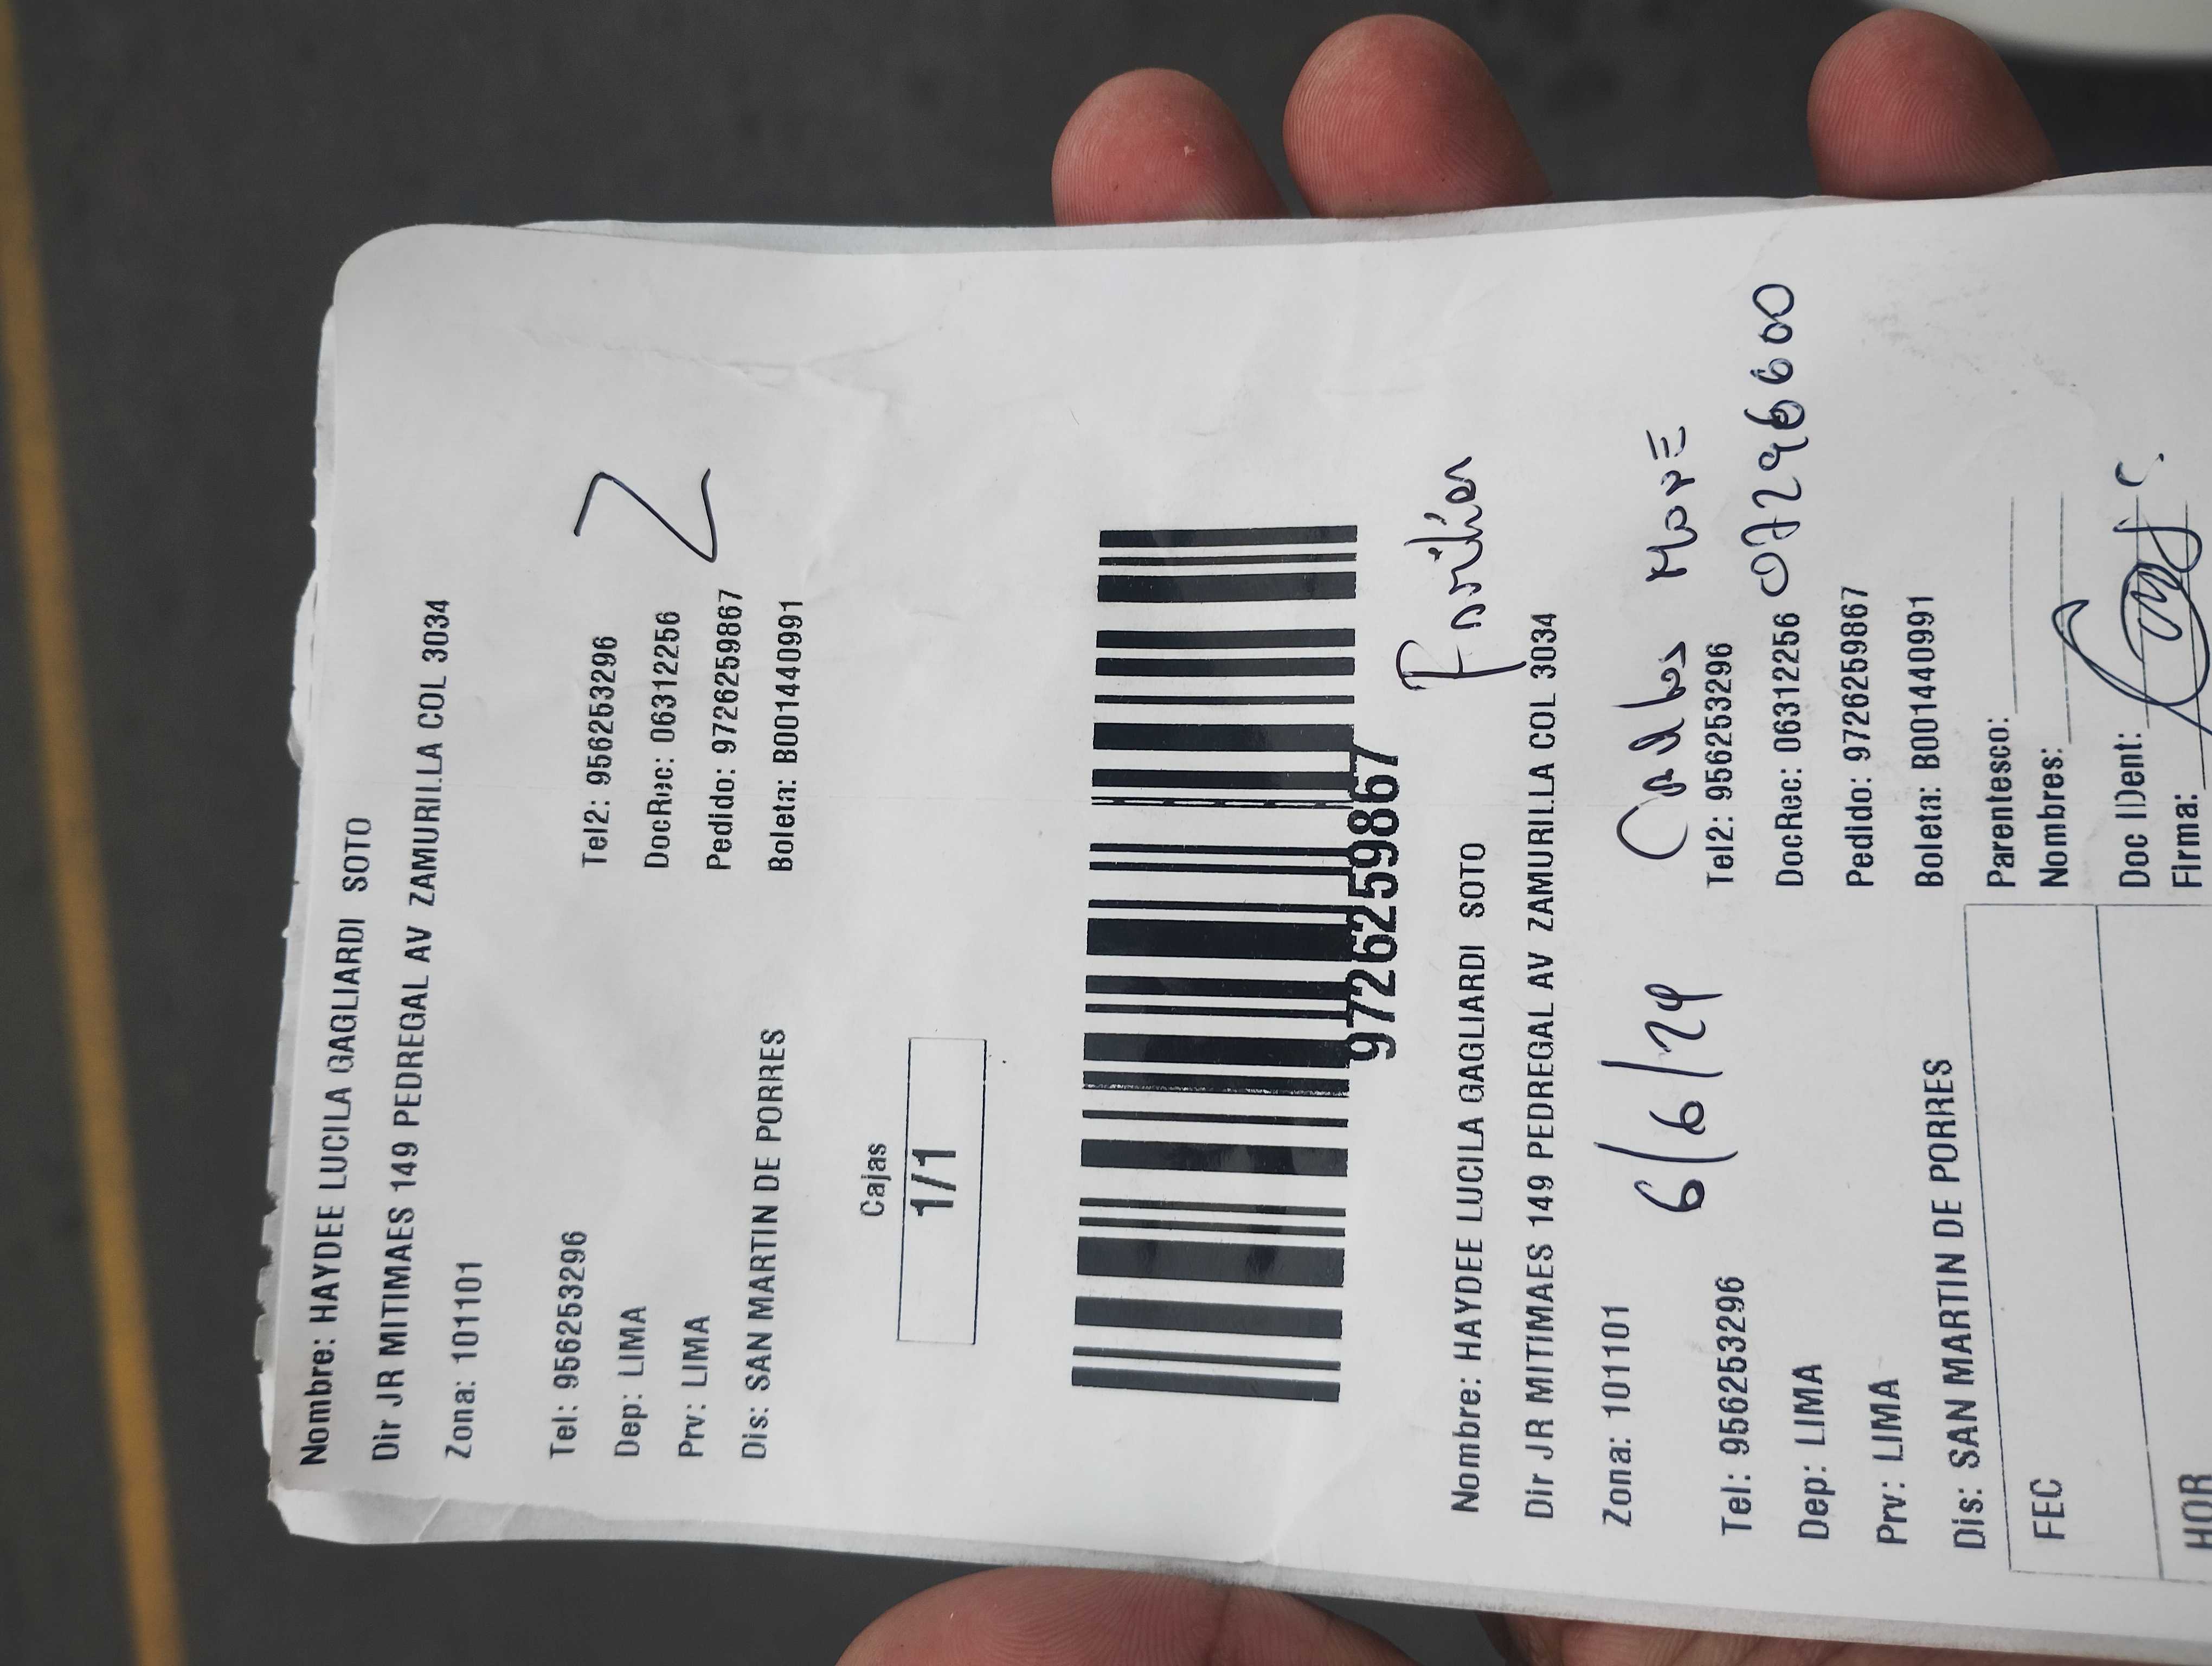 Nombre: HAYDEE LUCILA GAGLIARDI SOTO
Dir JR MITIMAES 149 PEDREGAL AV ZAMURILLA COL 3034
Zona: 101101
Tel: 956253296 Tel2: 956253296
Dep: LIMA DocRec: 06312256
Prv: LIMA Pedido: 972625259867
Dis: SAN MARTIN DE PORRES Boleta: B001440991
Z
Cajas
1/1
9726259867
Familiar
Nombre: HAYDEE LUCILA GAGLIARDI SOTO
Dir JR MITIMAES 149 PEDREGAL AV ZAMURILLA COL 3034
Zona: 101101 6/6/24 Carlos MORE
Tel: 956253296 Tel2: 956253296
Dep: LIMA DocRec: 06312256 07296600
Prv: LIMA Pedido: 9726259867
Dis: SAN MARTIN DE PORRES Boleta: B001440991
FEC Parentesco:
Nombres:
Doc IDent:
HOR Firma: